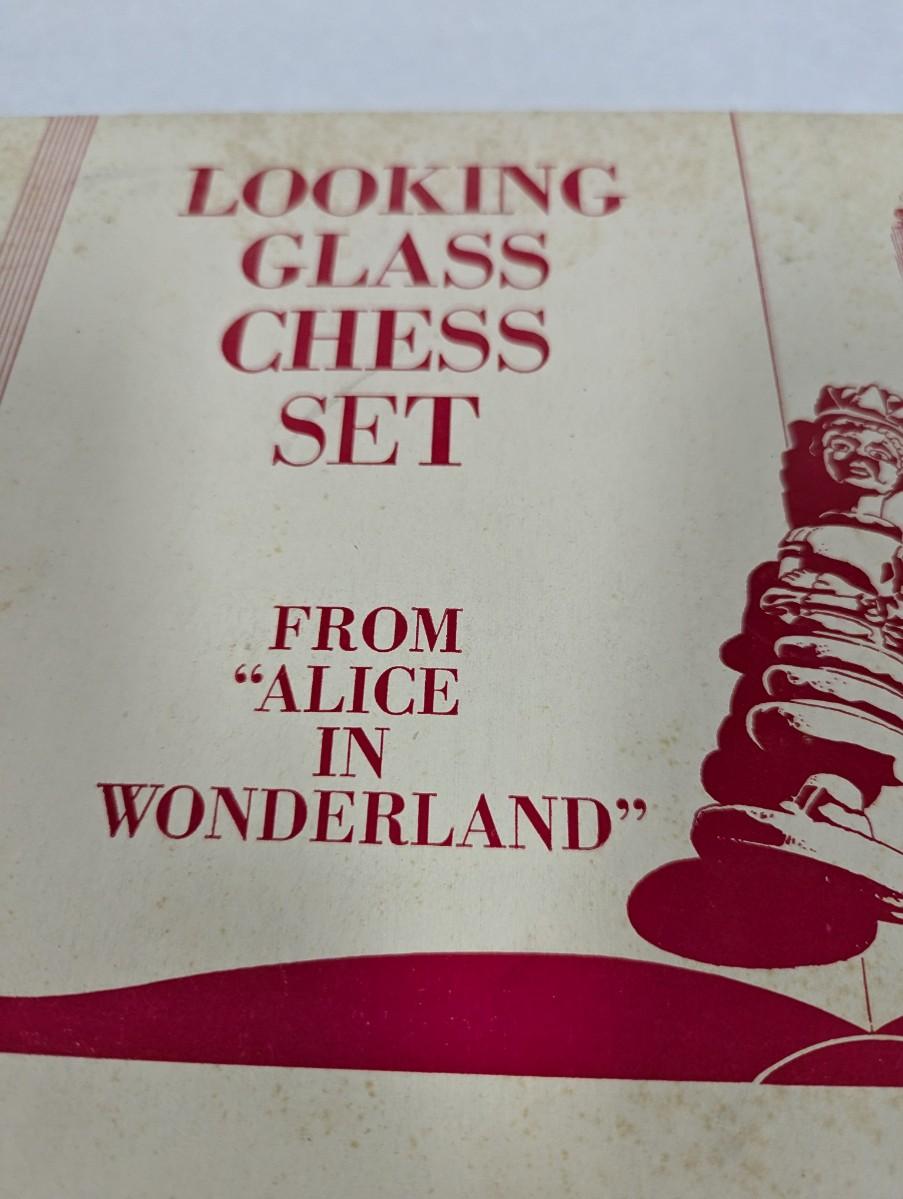 LOOKING
GLASS
CHESS
SET
FROM
“ALICE
IN
WONDERLAND”